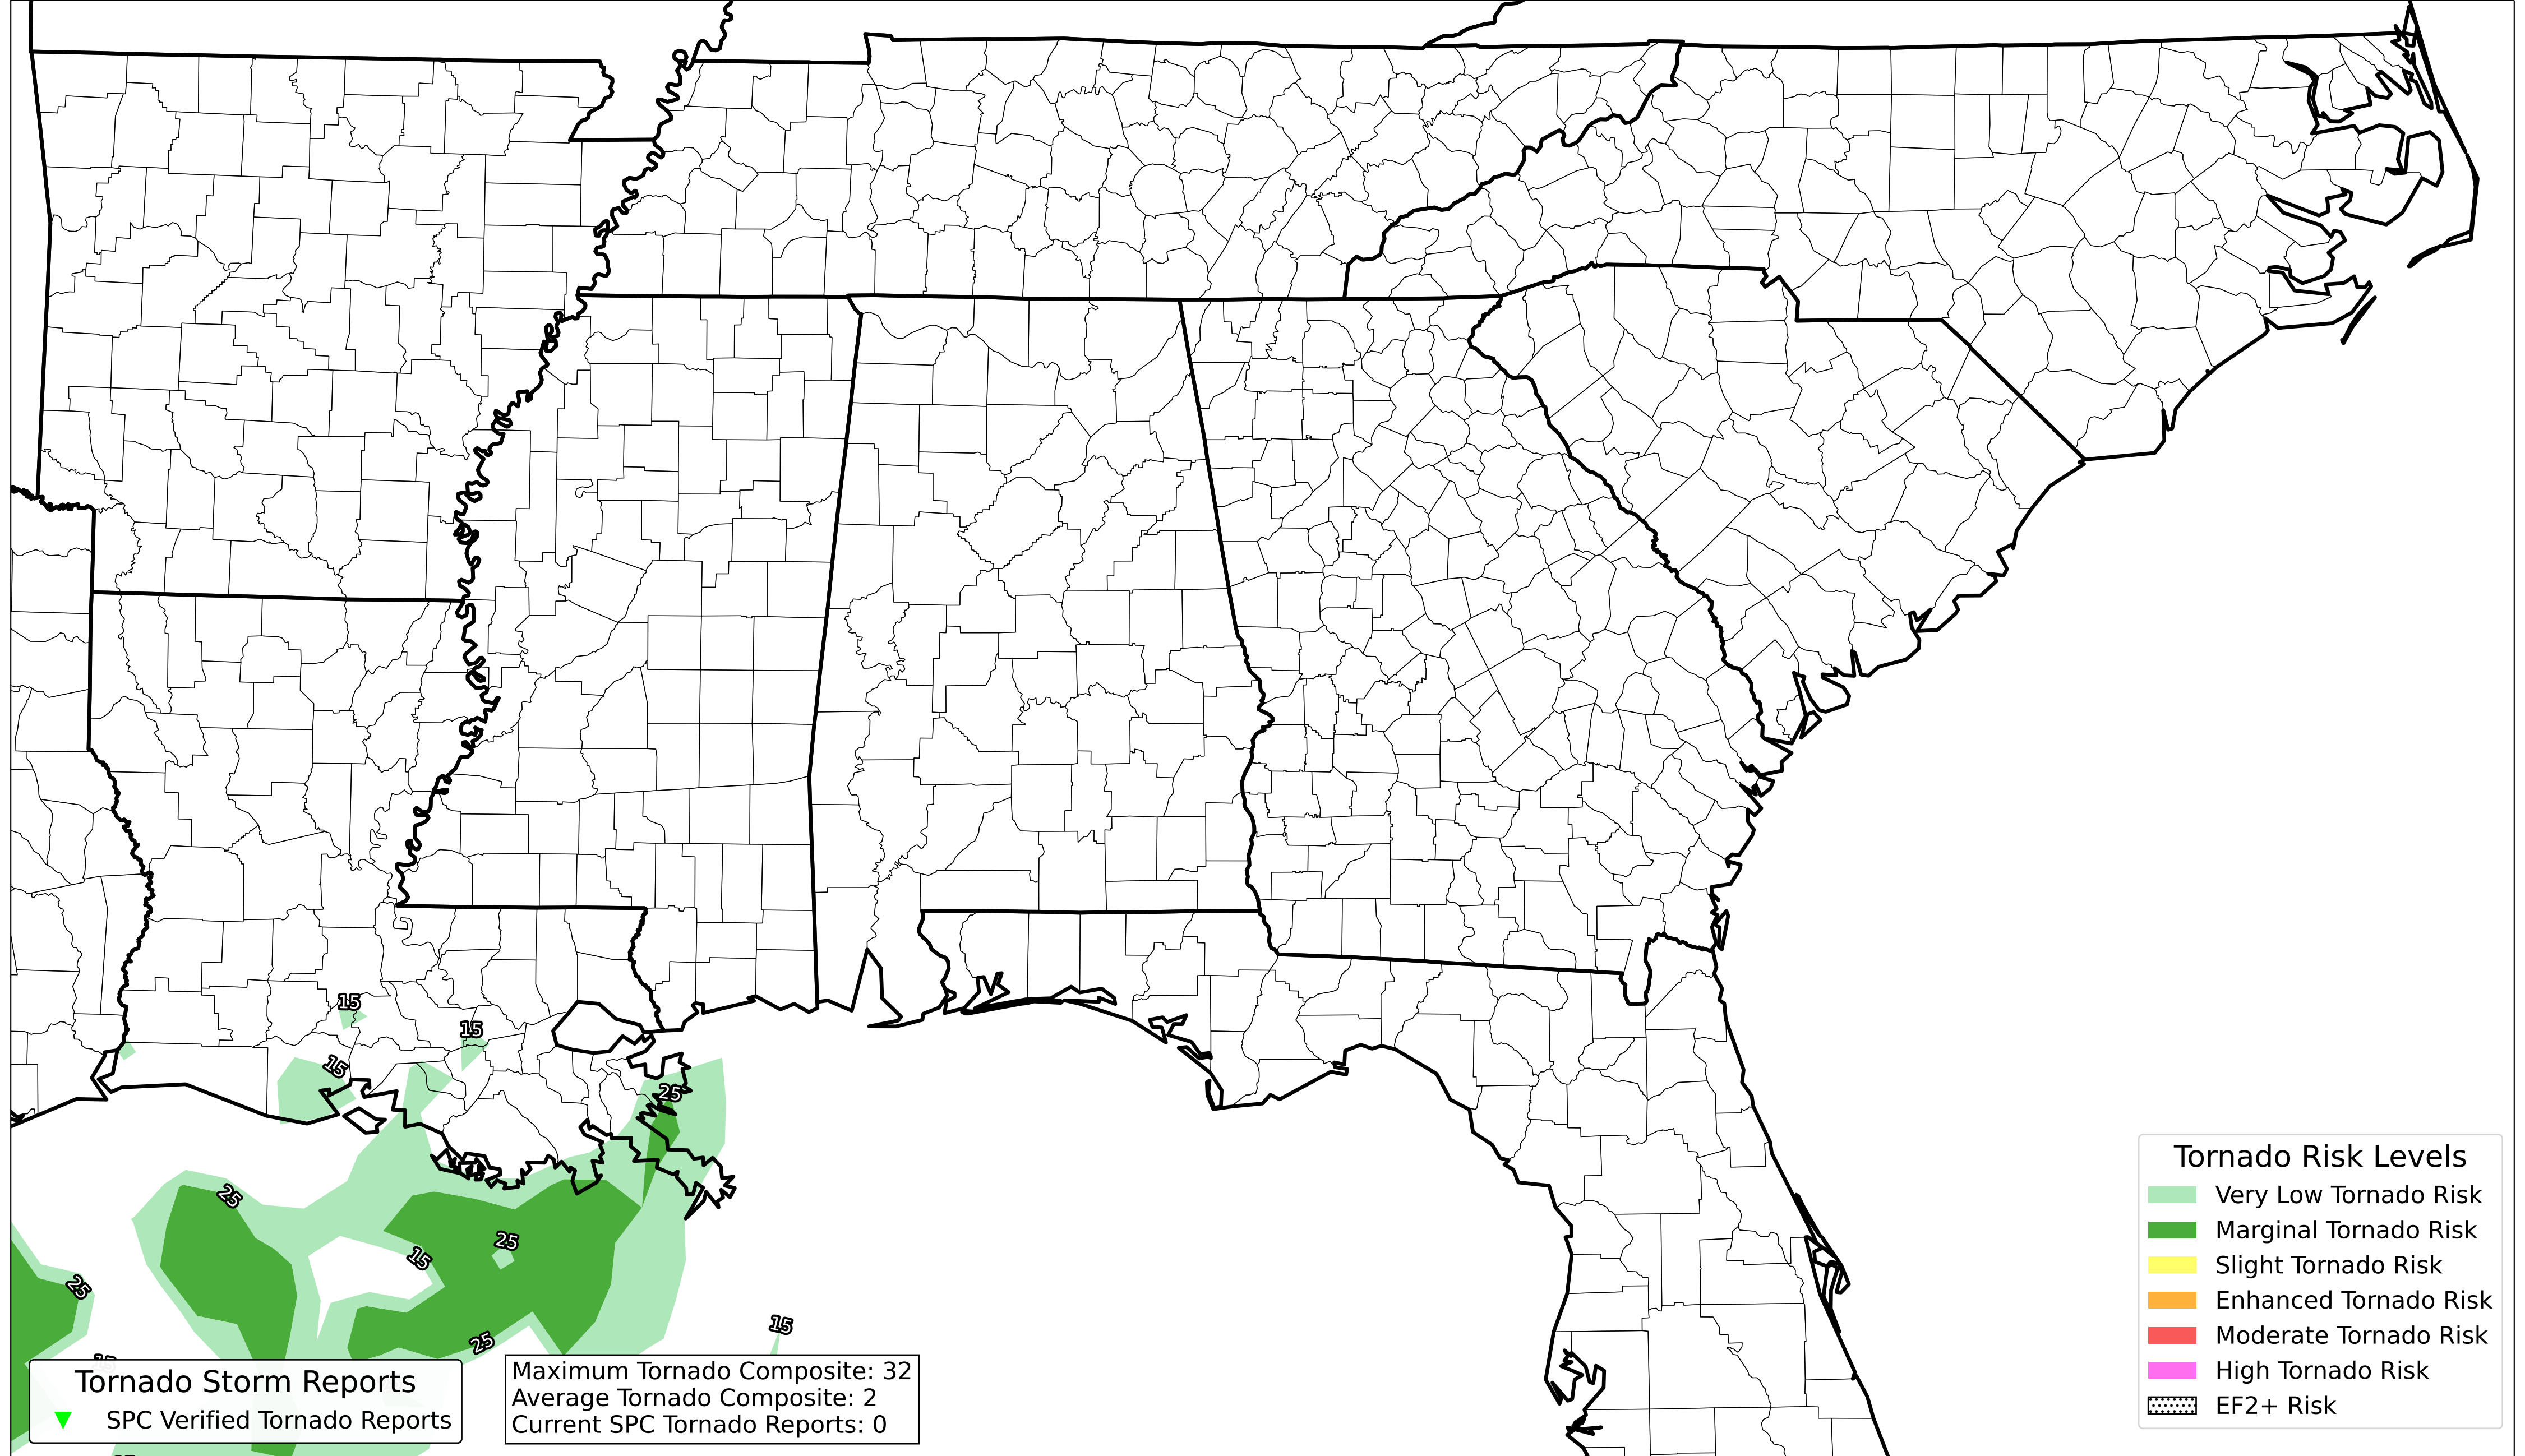 15
15
15
25
25
25
15
25
15
25
Tornado Storm Reports
SPC Verified Tornado Reports
Maximum Tornado Composite: 32
Average Tornado Composite: 2
Current SPC Tornado Reports: 0
Tornado Risk Levels
Very Low Tornado Risk
Marginal Tornado Risk
Slight Tornado Risk
Enhanced Tornado Risk
Moderate Tornado Risk
High Tornado Risk
EF2+ Risk